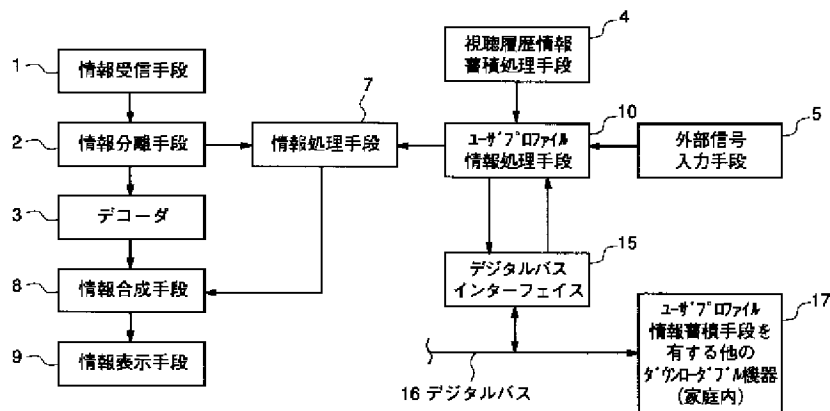 1
情報受信手段
2
情報分離手段
3
デコーダ
8
情報合成手段
9
情報表示手段
7
情報処理手段
4
視聴履歴情報
蓄積処理手段
10
ユーザプロファイル
情報処理手段
5
外部信号
入力手段
15
デジタルバス
インターフェイス
16 デジタルバス
17
ユーザプロファイル
情報蓄積手段を
有する他の
ダウンローダブル機器
(家庭内)